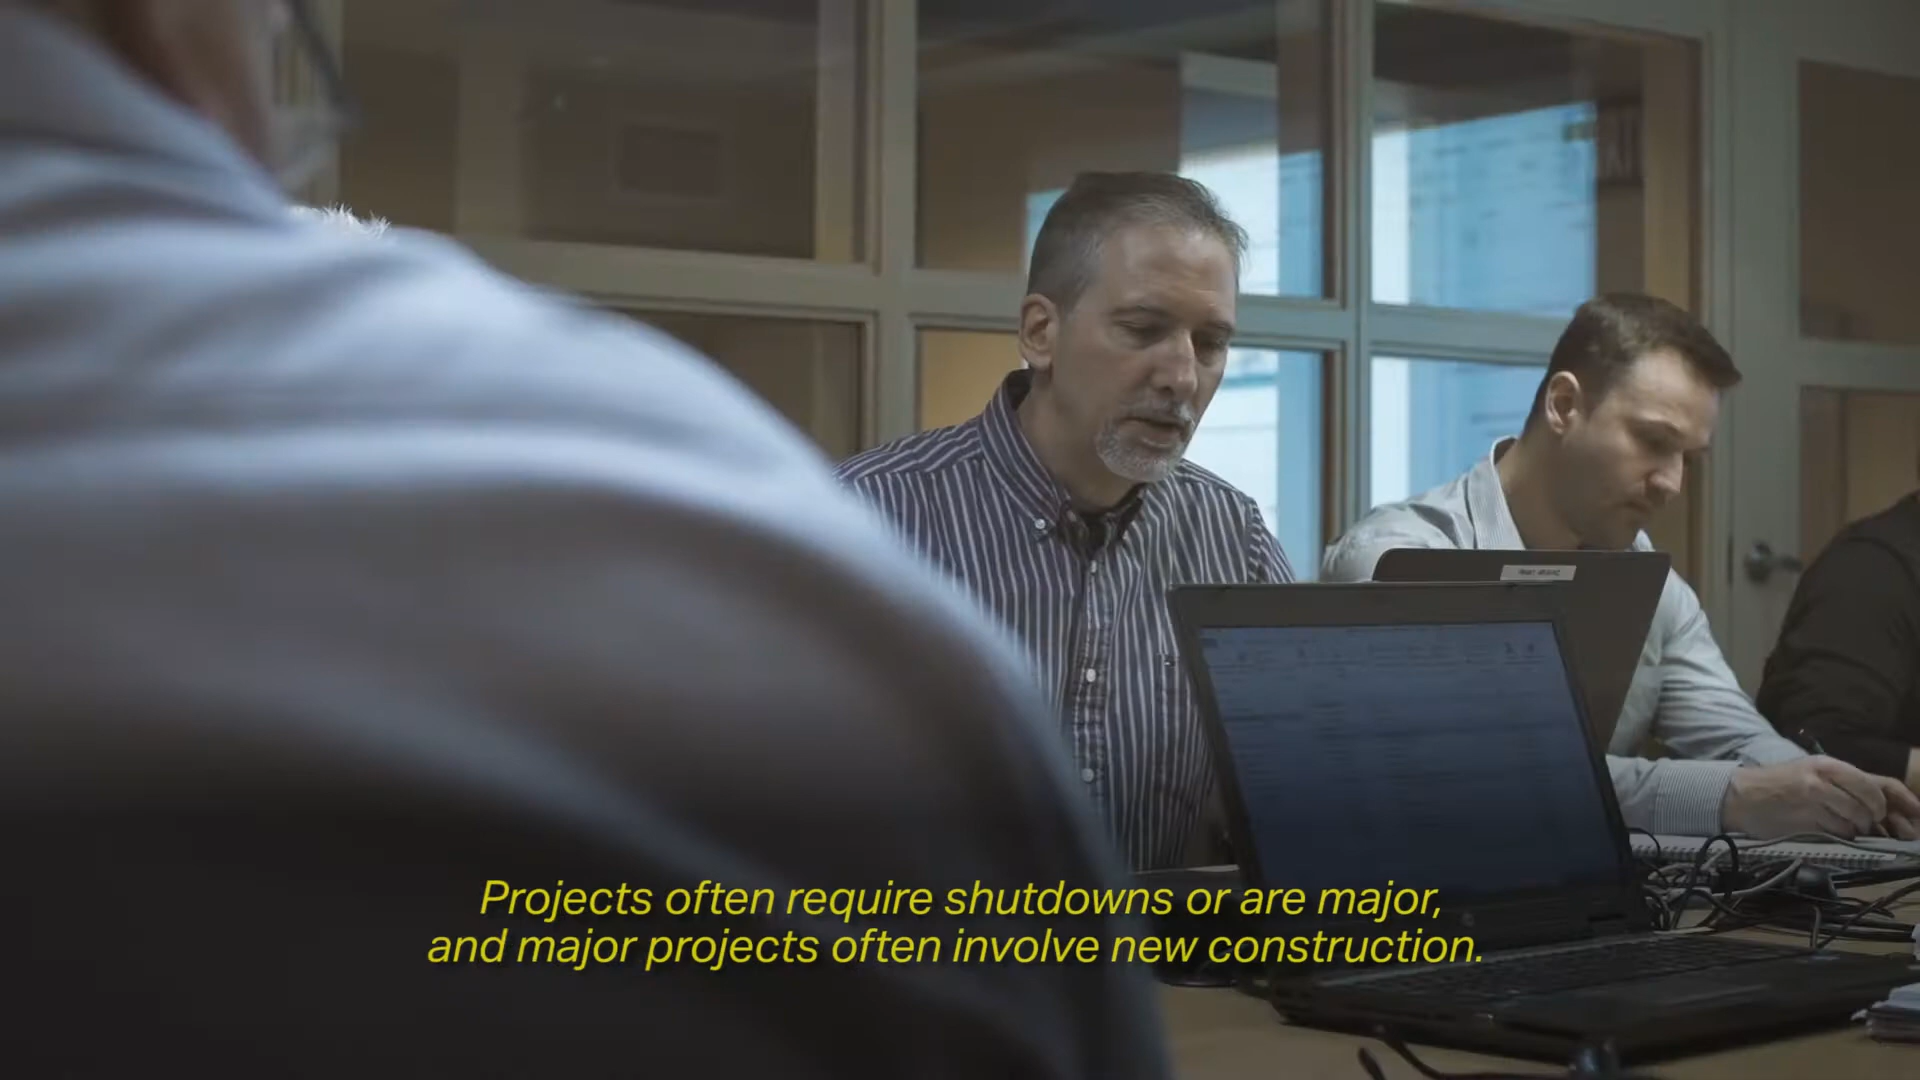 Projects often require shutdowns or are major,
and major projects often involve new construction.